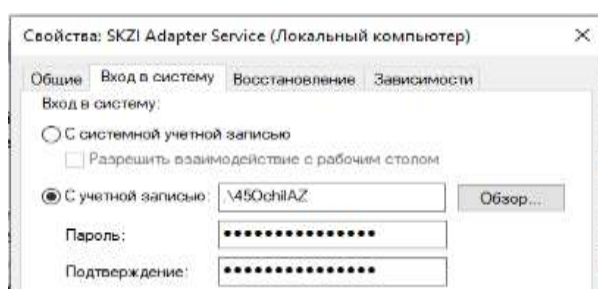 Свойства: SKZI Adapter Service (Локальный компьютер)
Общие Вход в систему Восстановление Зависимости
Вход в систему:
С системной учетной записью
Разрешить взаимодействие с рабочим столом
С учетной записью: .\45OchilAZ Обзор...
Пароль: •••••••••••••••
Подтверждение: •••••••••••••••